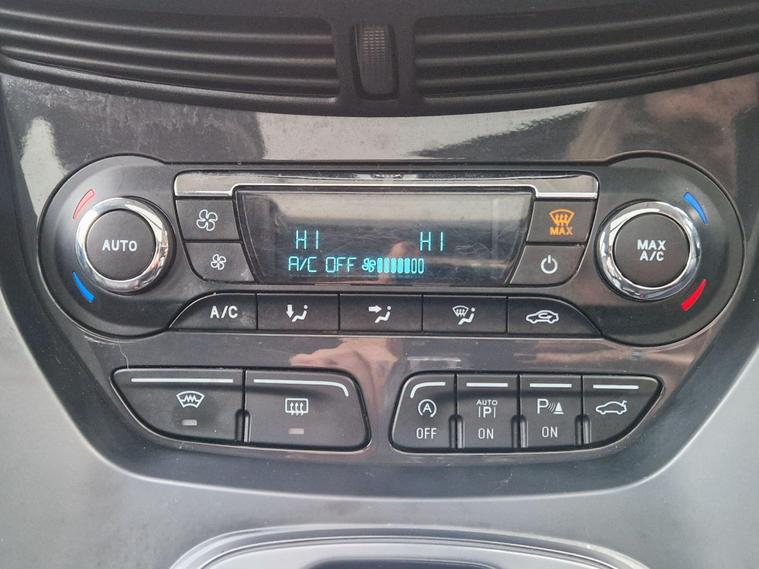 AUTO
HI HI
A/C OFF
MAX
MAX
A/C
A/C
OFF
AUTO
P
ON
P
ON